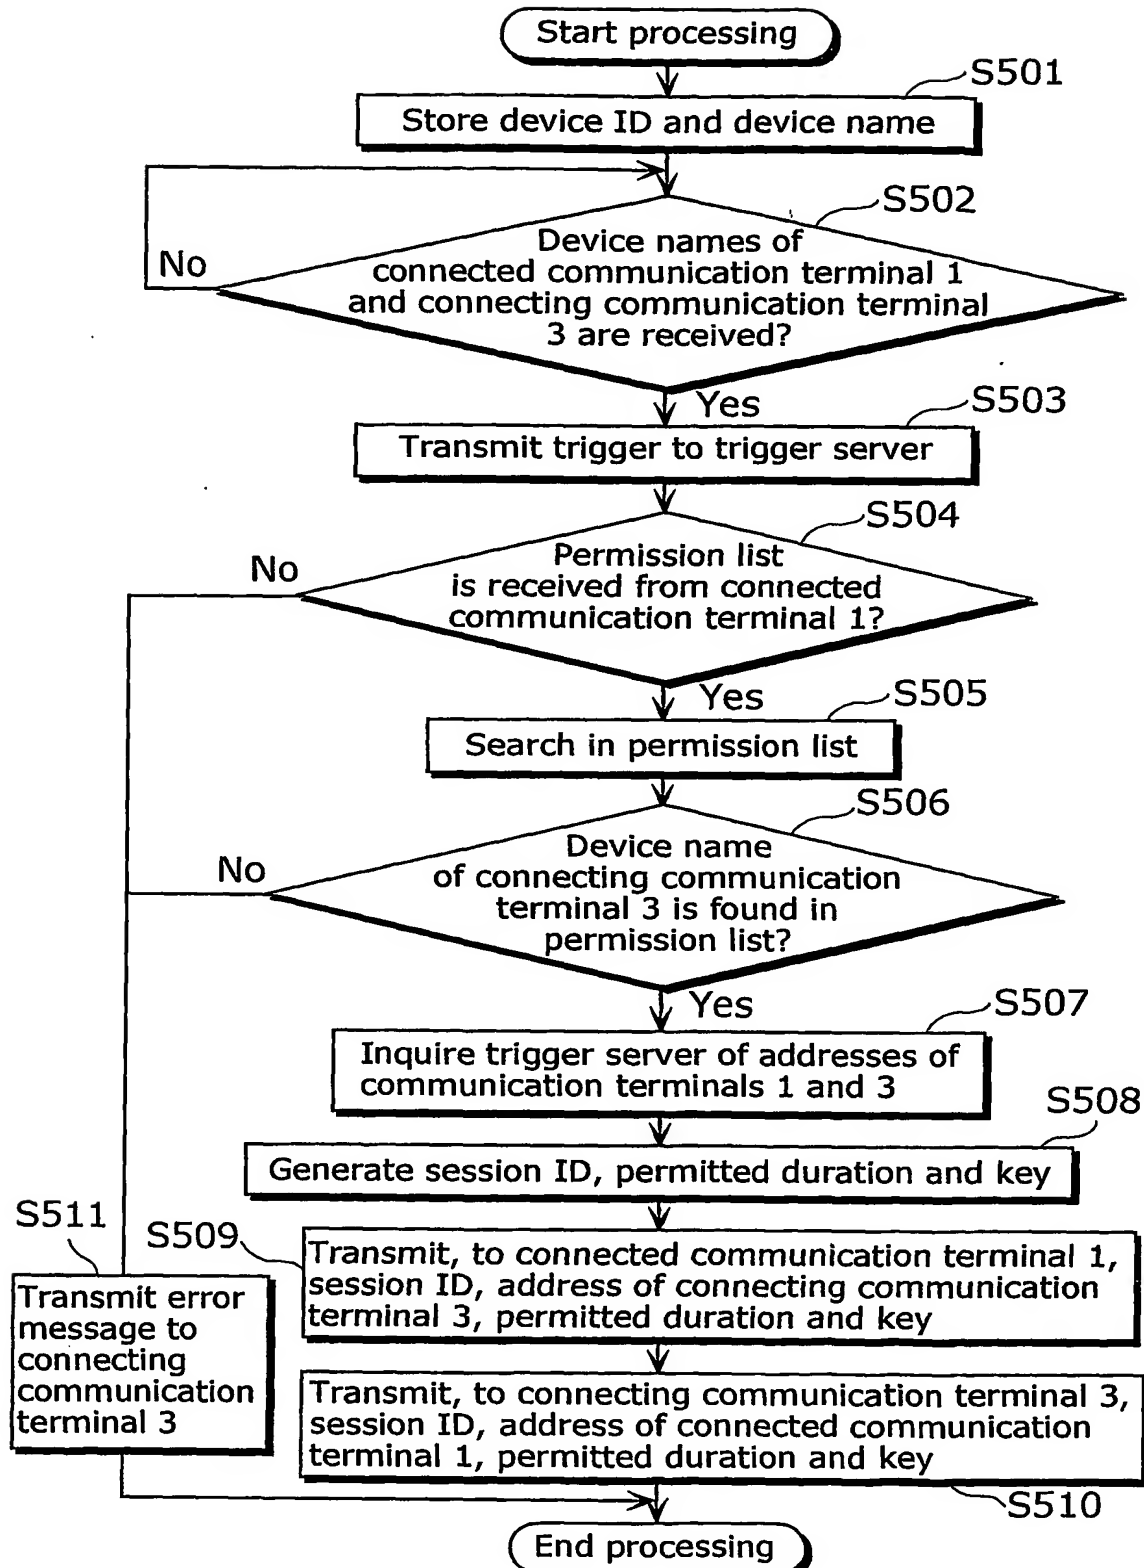 Start processing
S501
Store device ID and device name
S502
Device names of
connected communication terminal 1
and connecting communication terminal
3 are received?
No
Yes
S503
Transmit trigger to trigger server
S504
Permission list
is received from connected
communication terminal 1?
No
Yes
S505
Search in permission list
S506
Device name
of connecting communication
terminal 3 is found in
permission list?
No
Yes
S507
Inquire trigger server of addresses of
communication terminals 1 and 3
S508
Generate session ID, permitted duration and key
S509
Transmit, to connected communication terminal 1,
session ID, address of connecting communication
terminal 3, permitted duration and key
S511
Transmit error
message to
connecting
communication
terminal 3
Transmit, to connecting communication terminal 3,
session ID, address of connected communication
terminal 1, permitted duration and key
S510
End processing